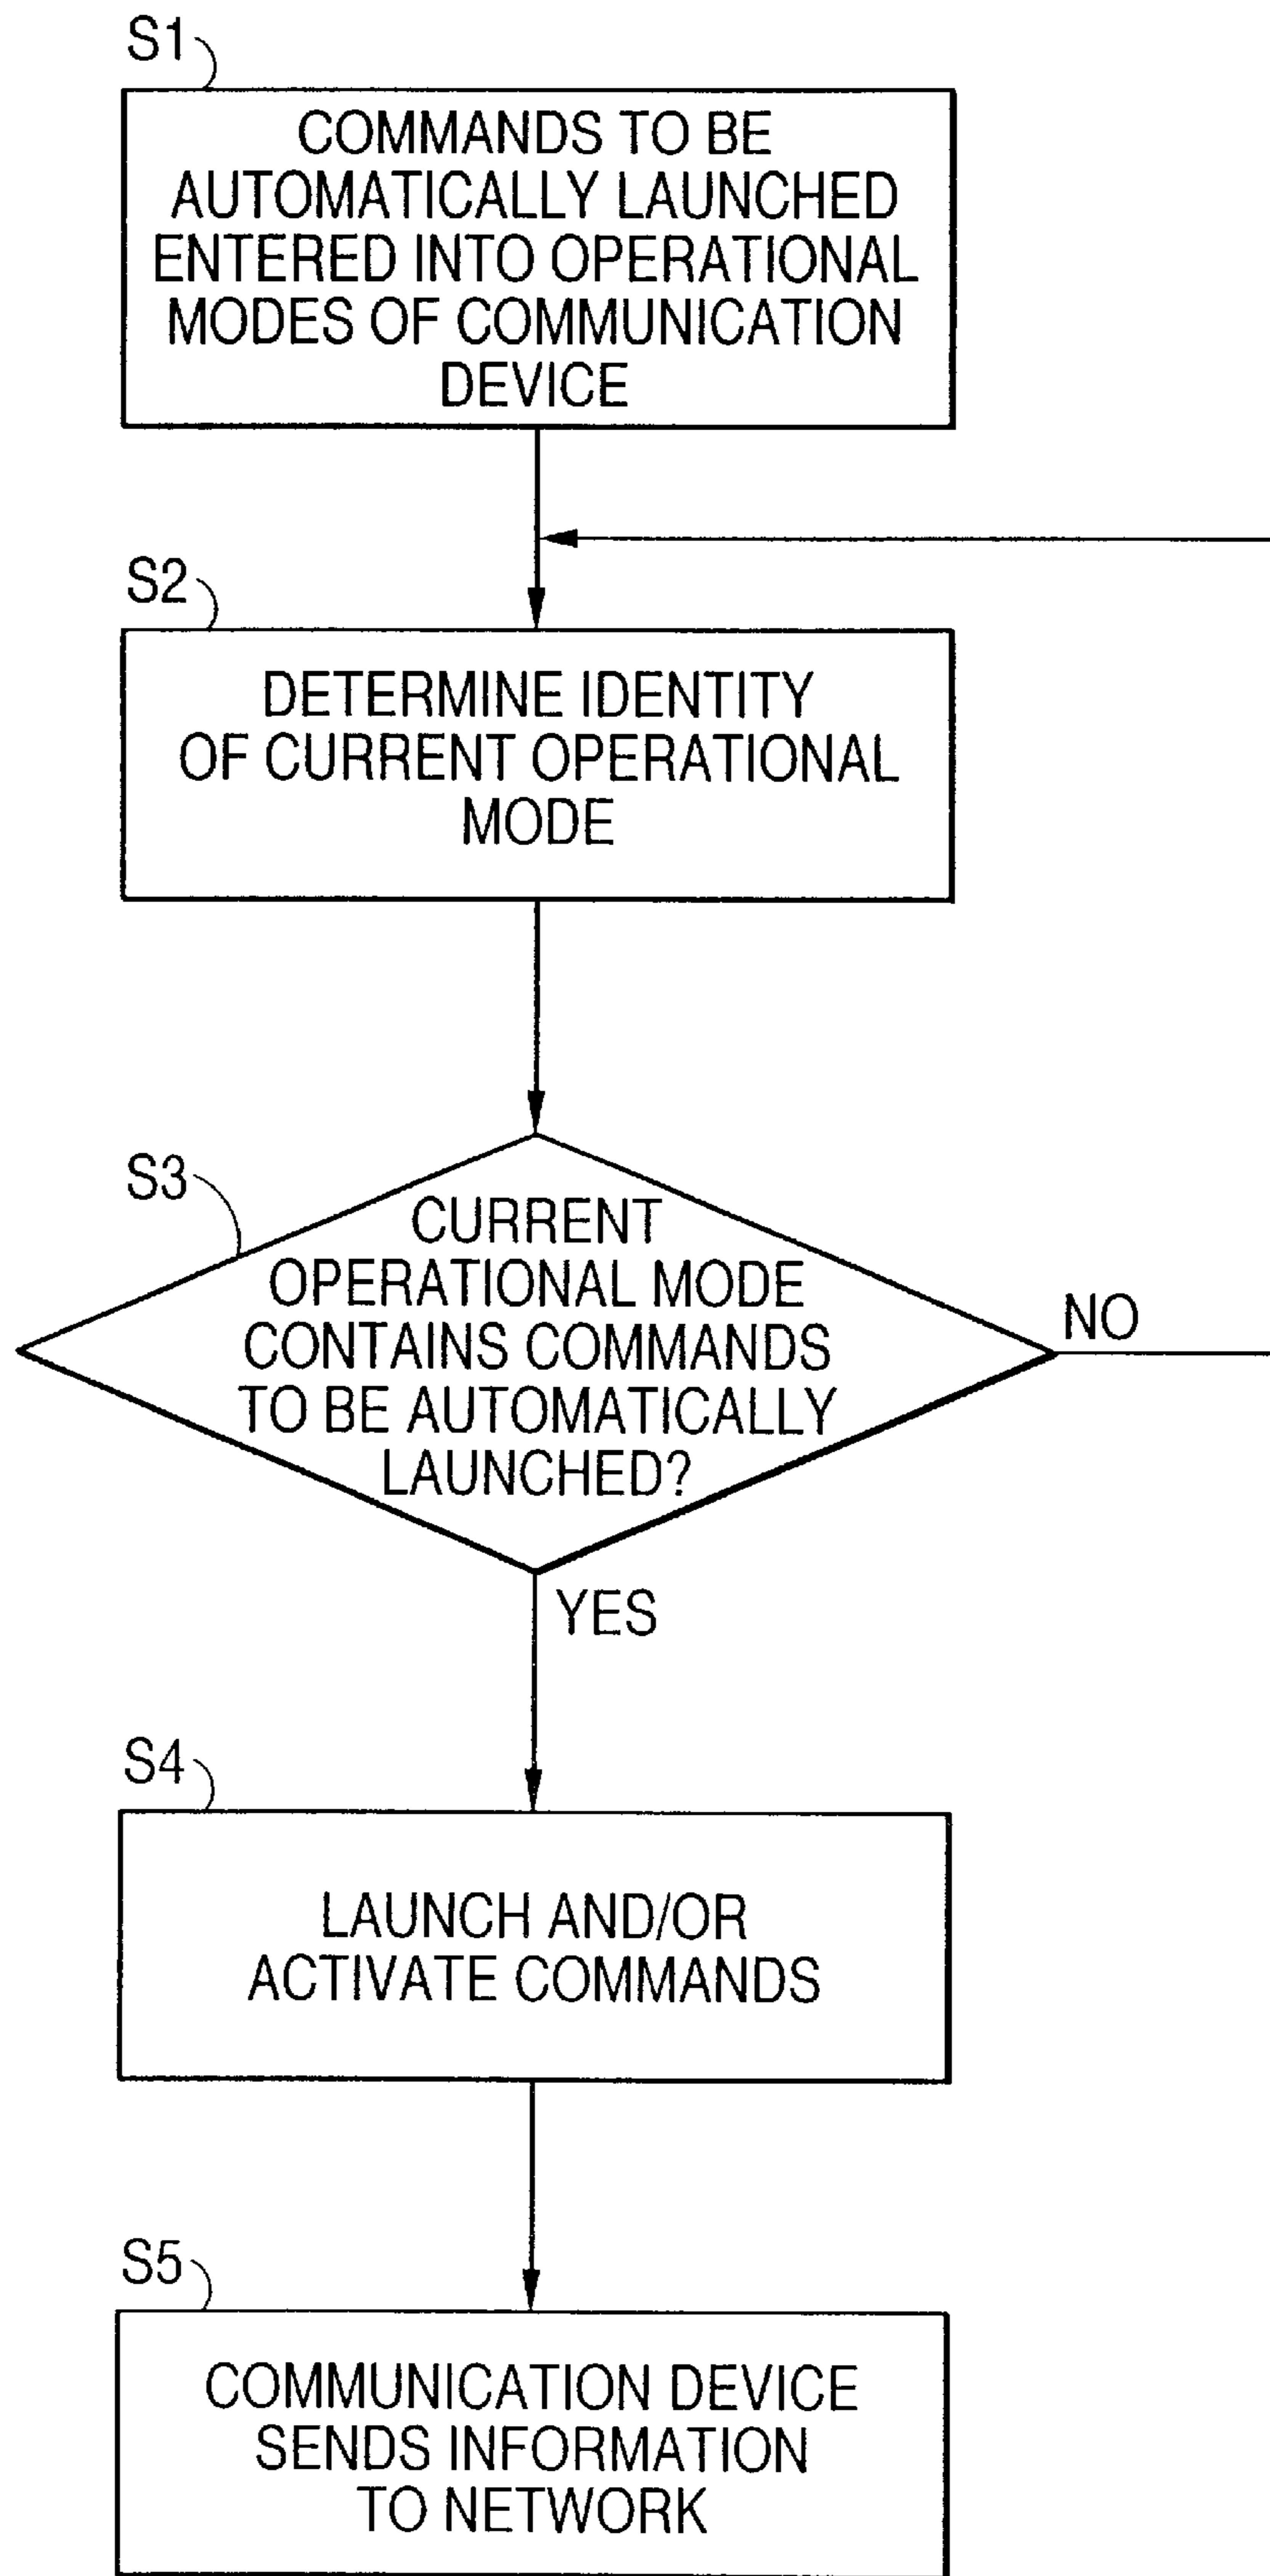 S1
COMMANDS TO BE
AUTOMATICALLY LAUNCHED
ENTERED INTO OPERATIONAL
MODES OF COMMUNICATION
DEVICE
S2
DETERMINE IDENTITY
OF CURRENT OPERATIONAL
MODE
S3
CURRENT
OPERATIONAL MODE
CONTAINS COMMANDS
TO BE AUTOMATICALLY
LAUNCHED?
NO
YES
S4
LAUNCH AND/OR
ACTIVATE COMMANDS
S5
COMMUNICATION DEVICE
SENDS INFORMATION
TO NETWORK